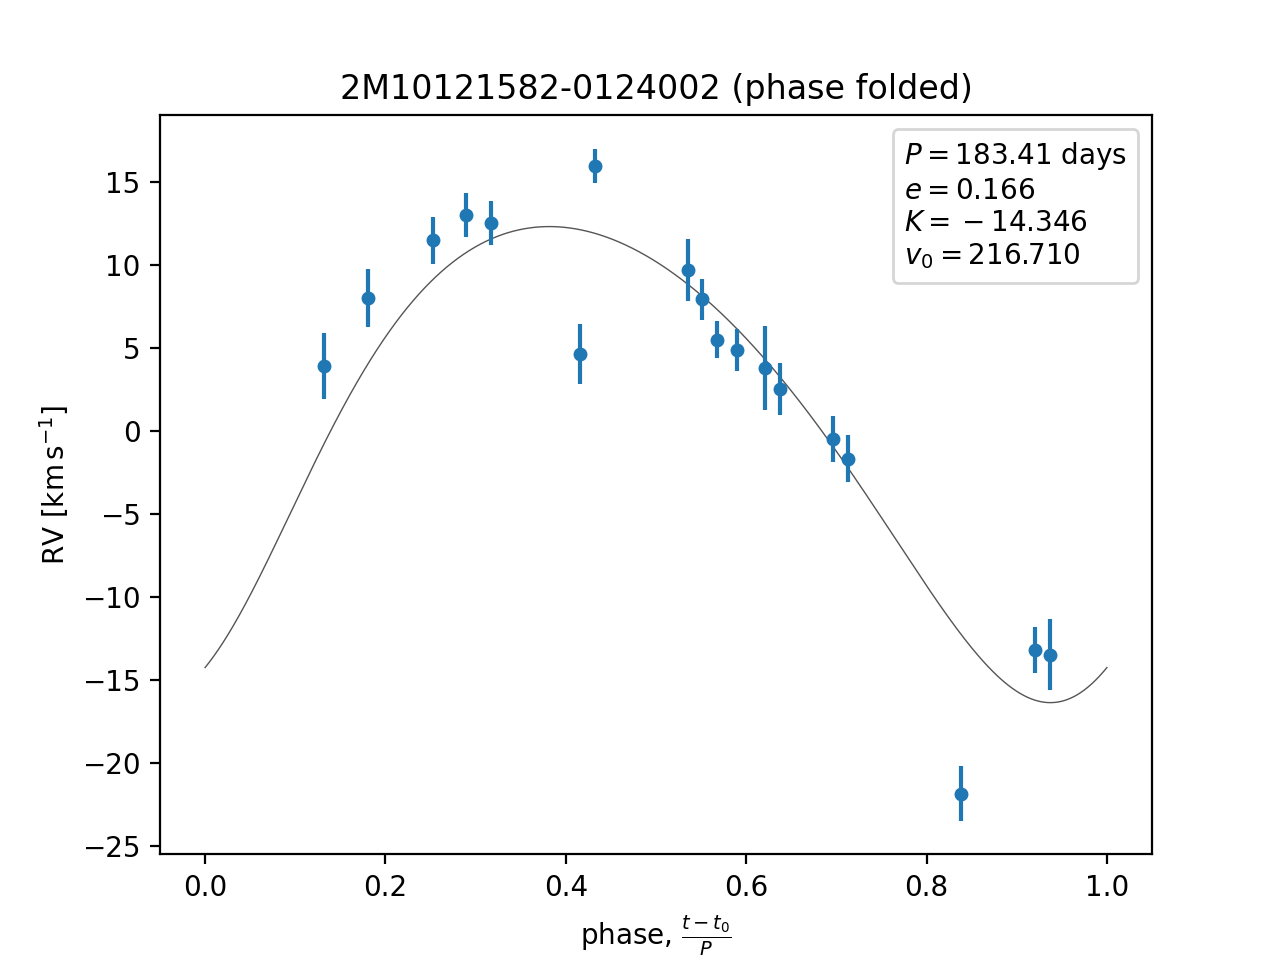 2M10121582-0124002 (phase folded)
P = 183.41 days
e = 0.166
K = −14.346
v₀ = 216.710
15
10
5
0
−5
−10
−15
−20
−25
RV [km s⁻¹]
0.0 0.2 0.4 0.6 0.8 1.0
phase, (t − t₀)/P